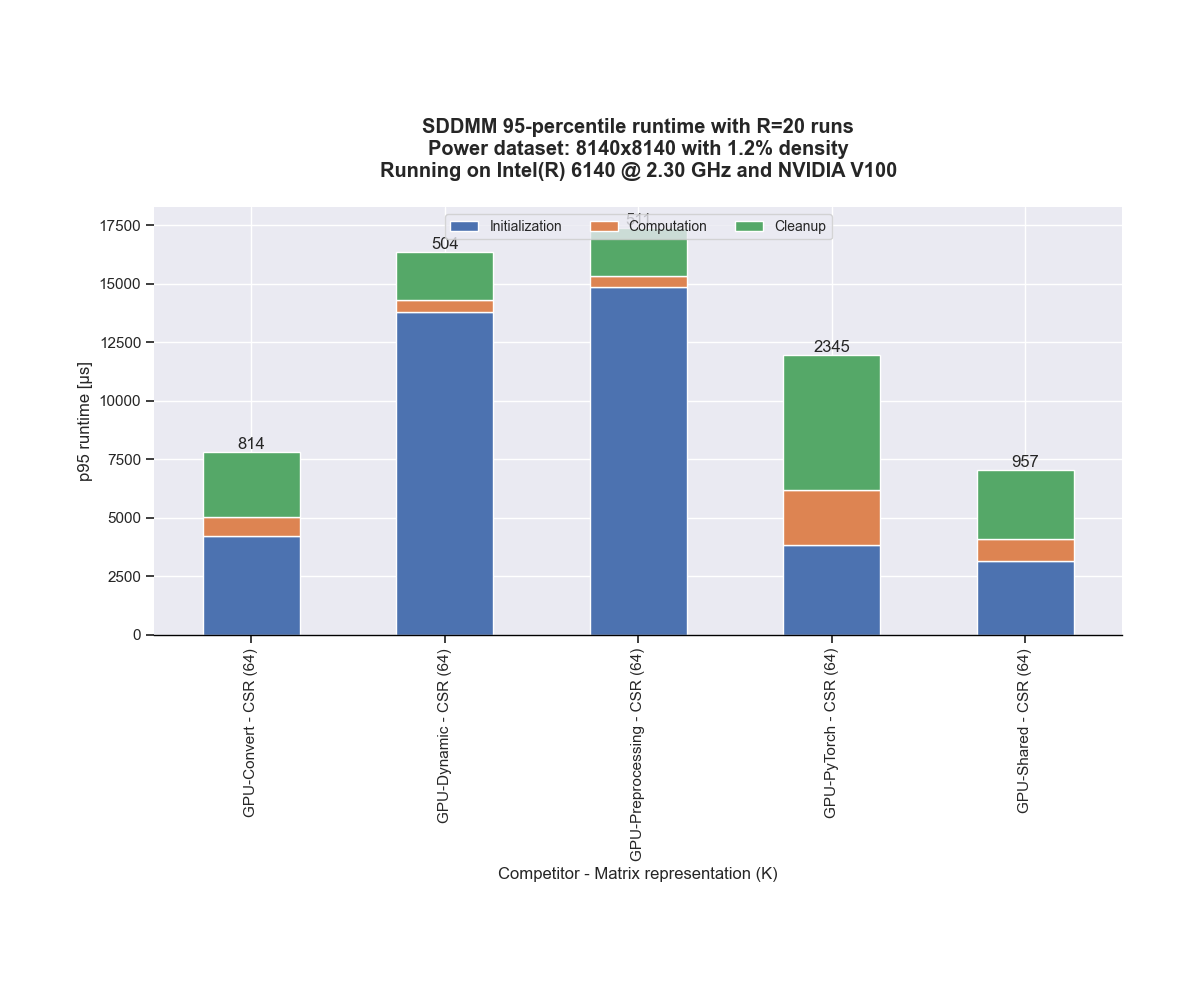 SDDMM 95-percentile runtime with R=20 runs
Power dataset: 8140x8140 with 1.2% density
Running on Intel(R) 6140 @ 2.30 GHz and NVIDIA V100
Initialization
Computation
Cleanup
p95 runtime [μs]
17500
15000
12500
10000
7500
5000
2500
0
814
504
511
2345
957
GPU-Convert - CSR (64)
GPU-Dynamic - CSR (64)
GPU-Preprocessing - CSR (64)
GPU-PyTorch - CSR (64)
GPU-Shared - CSR (64)
Competitor - Matrix representation (K)